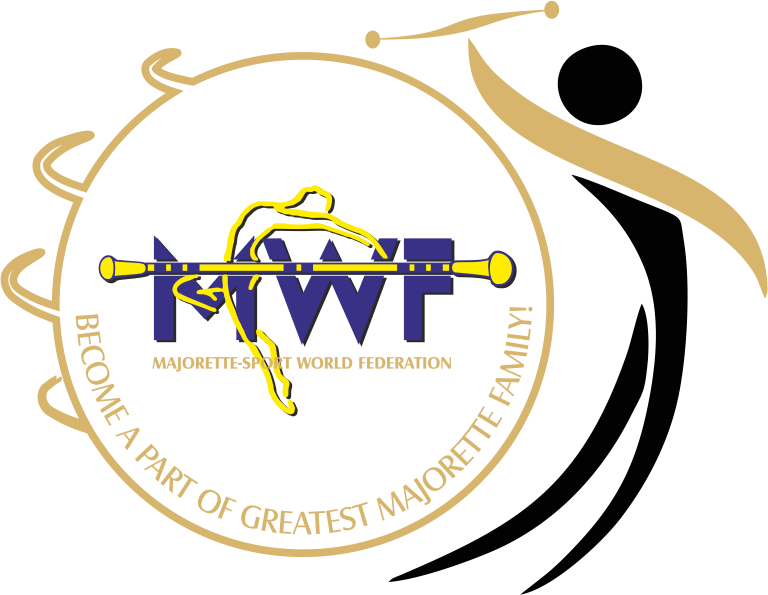 MWF
MAJORETTE-SPORT WORLD FEDERATION
BECOME A PART OF GREATEST MAJORETTE FAMILY!